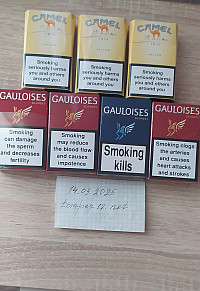 CAMEL
CAMEL
CAMEL
Smoking
seriously harms
you and others
around you
Smoking
seriously harms
you and others
around you
Smoking
seriously harms
you and others
around you
GAULOISES
GAULOISES
GAULOISES
GAULOISES
Smoking
can damage
the sperm
and decreases
fertility
Smoking
may reduce
the blood flow
and causes
impotence
Smoking
kills
Smoking clogs
the arteries
and causes
heart attacks
and strokes